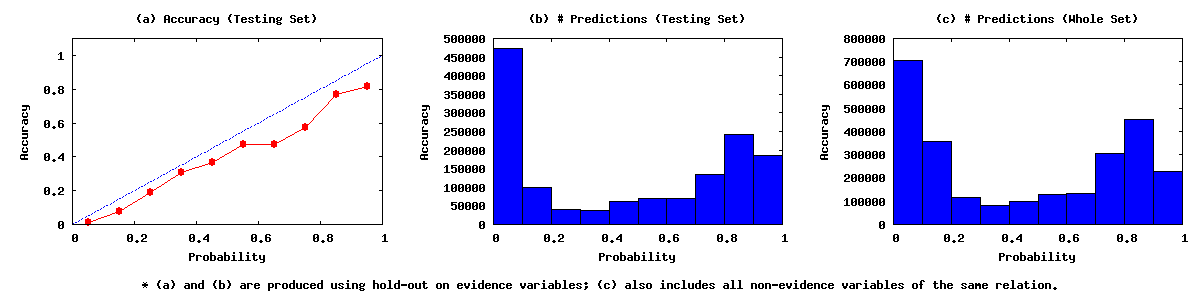 (a) Accuracy (Testing Set)
(b) # Predictions (Testing Set)
(c) # Predictions (Whole Set)
Accuracy
1
0.8
0.6
0.4
0.2
0
0 0.2 0.4 0.6 0.8 1
Probability
Accuracy
500000
450000
400000
350000
300000
250000
200000
150000
100000
50000
0
0 0.2 0.4 0.6 0.8 1
Probability
Accuracy
800000
700000
600000
500000
400000
300000
200000
100000
0
0 0.2 0.4 0.6 0.8 1
Probability
* (a) and (b) are produced using hold-out on evidence variables; (c) also includes all non-evidence variables of the same relation.